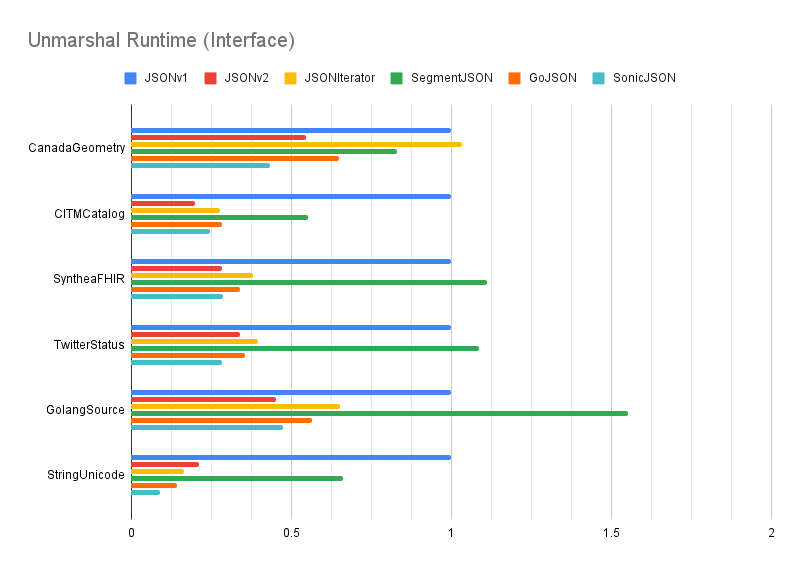 Unmarshal Runtime (Interface)
JSONv1 JSONv2 JSONIterator SegmentJSON GoJSON SonicJSON
CanadaGeometry
CITMCatalog
SyntheaFHIR
TwitterStatus
GolangSource
StringUnicode
0 0.5 1 1.5 2